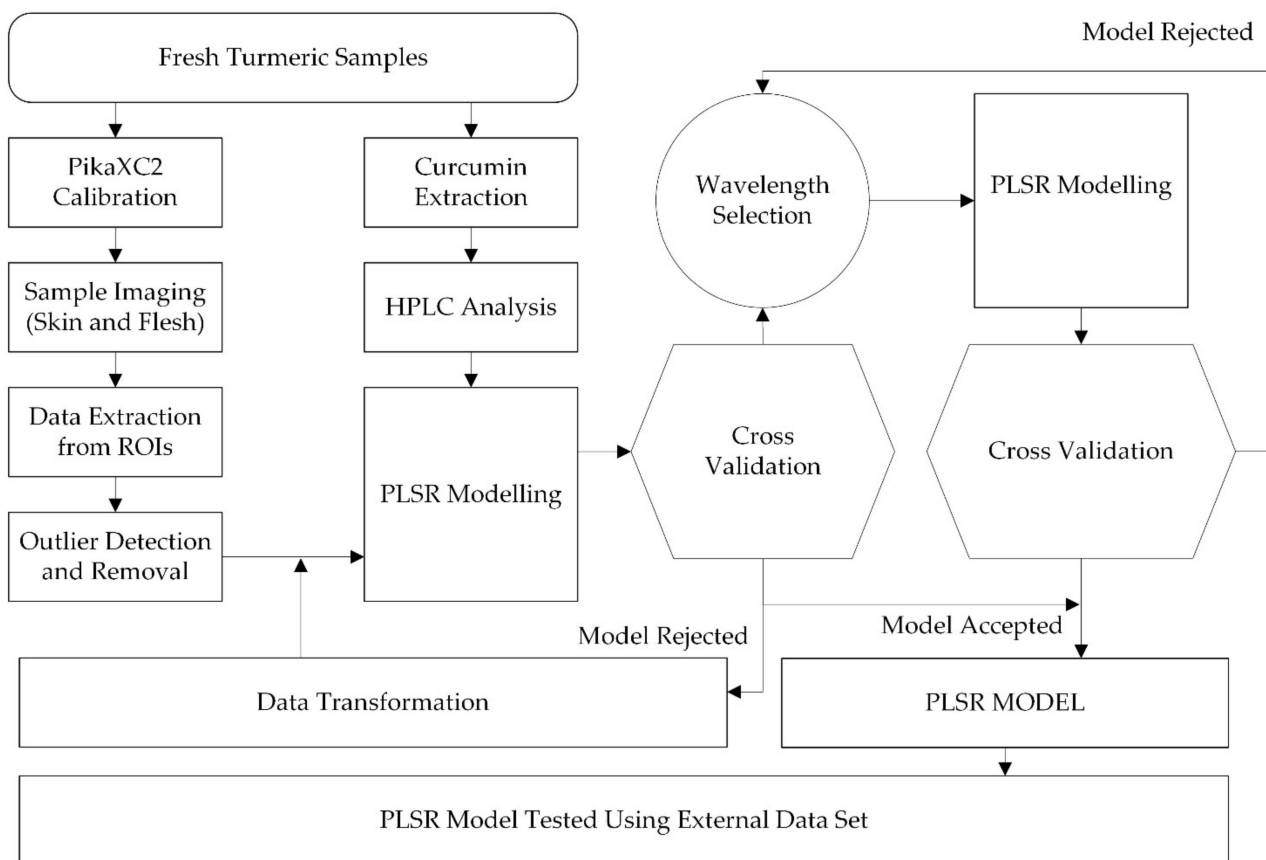 Fresh Turmeric Samples
PikaXC2
Calibration
Sample Imaging
(Skin and Flesh)
Data Extraction
from ROIs
Outlier Detection
and Removal
Curcumin
Extraction
HPLC Analysis
PLSR Modelling
Cross
Validation
Model Rejected
Data Transformation
Wavelength
Selection
PLSR Modelling
Cross Validation
Model Rejected
Model Accepted
PLSR MODEL
PLSR Model Tested Using External Data Set